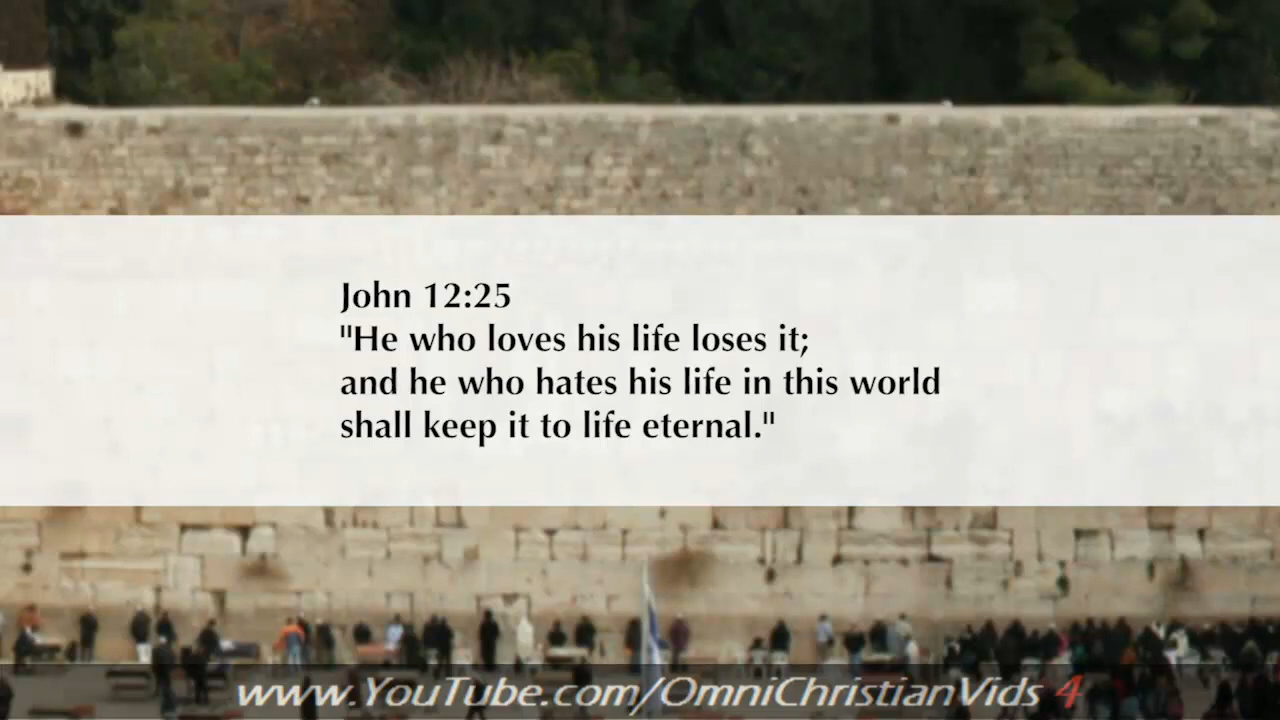 John 12:25
"He who loves his life loses it;
and he who hates his life in this world
shall keep it to life eternal."
www.YouTube.com/OmniChristianVids 4